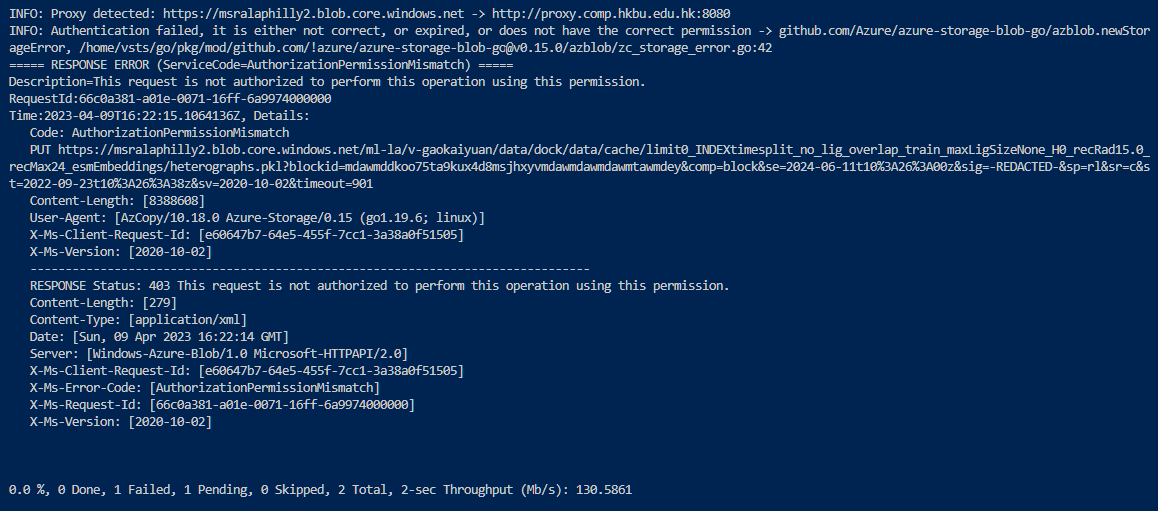 INFO: Proxy detected: https://msralaphilly2.blob.core.windows.net -> http://proxy.comp.hkbu.edu.hk:8080
INFO: Authentication failed, it is either not correct, or expired, or does not have the correct permission -> github.com/Azure/azure-storage-blob-go/azblob.newStor
ageError, /home/vsts/go/pkg/mod/github.com/!azure/azure-storage-blob-go@v0.15.0/azblob/zc_storage_error.go:42
===== RESPONSE ERROR (ServiceCode=AuthorizationPermissionMismatch) =====
Description=This request is not authorized to perform this operation using this permission.
RequestId:66c0a381-a01e-0071-16ff-6a9974000000
Time:2023-04-09T16:22:15.1064136Z, Details:
   Code: AuthorizationPermissionMismatch
   PUT https://msralaphilly2.blob.core.windows.net/ml-la/v-gaokaiyuan/data/dock/data/cache/limit0_INDEXtimesplit_no_lig_overlap_train_maxLigSizeNone_H0_recRad15.0_
recMax24_esmEmbeddings/heterographs.pkl?blockid=mdawmddkoo75ta9kux4d8msjhxyvmdawmdawmdawmdawmtawmdey&comp=block&se=2024-06-11t10%3A26%3A00z&sig=-REDACTED-&sp=rl&sr=c&s
t=2022-09-23t10%3A26%3A38z&sv=2020-10-02&timeout=901
   Content-Length: [8388608]
   User-Agent: [AzCopy/10.18.0 Azure-Storage/0.15 (go1.19.6; linux)]
   X-Ms-Client-Request-Id: [e60647b7-64e5-455f-7cc1-3a38a0f51505]
   X-Ms-Version: [2020-10-02]
   --------------------------------------------------------------------------------
   RESPONSE Status: 403 This request is not authorized to perform this operation using this permission.
   Content-Length: [279]
   Content-Type: [application/xml]
   Date: [Sun, 09 Apr 2023 16:22:14 GMT]
   Server: [Windows-Azure-Blob/1.0 Microsoft-HTTPAPI/2.0]
   X-Ms-Client-Request-Id: [e60647b7-64e5-455f-7cc1-3a38a0f51505]
   X-Ms-Error-Code: [AuthorizationPermissionMismatch]
   X-Ms-Request-Id: [66c0a381-a01e-0071-16ff-6a9974000000]
   X-Ms-Version: [2020-10-02]
0.0 %, 0 Done, 1 Failed, 1 Pending, 0 Skipped, 2 Total, 2-sec Throughput (Mb/s): 130.5861